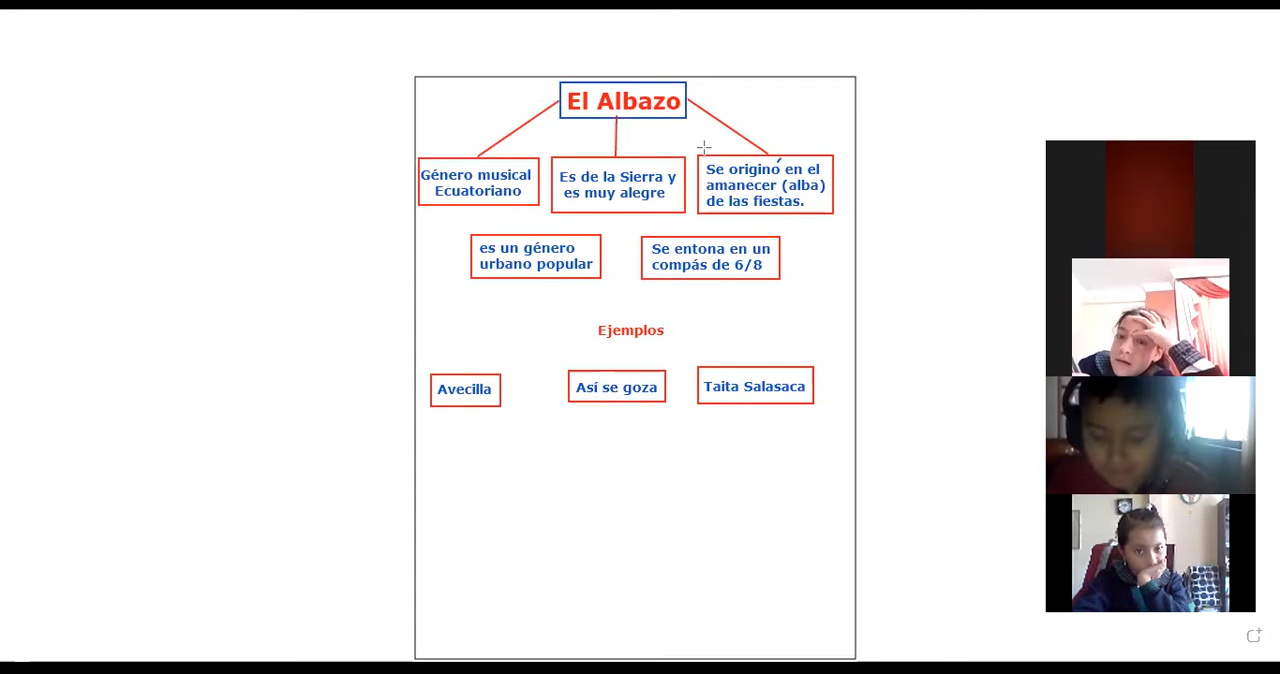 El Albazo
Género musical
Ecuatoriano
Es de la Sierra y
es muy alegre
Se originó en el
amanecer (alba)
de las fiestas.
es un género
urbano popular
Se entona en un
compás de 6/8
Ejemplos
Avecilla
Así se goza
Taita Salasaca